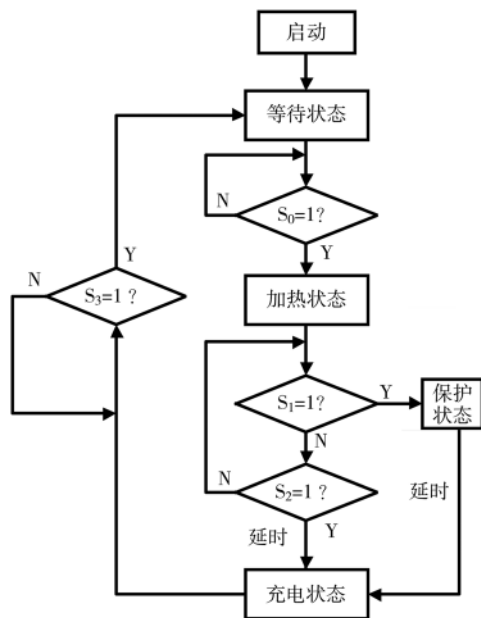 启动
等待状态
N
S₀=1?
Y
Y
N
S₃=1?
加热状态
S₁=1?
Y
保护
状态
N
N
S₂=1?
延时
延时
Y
充电状态